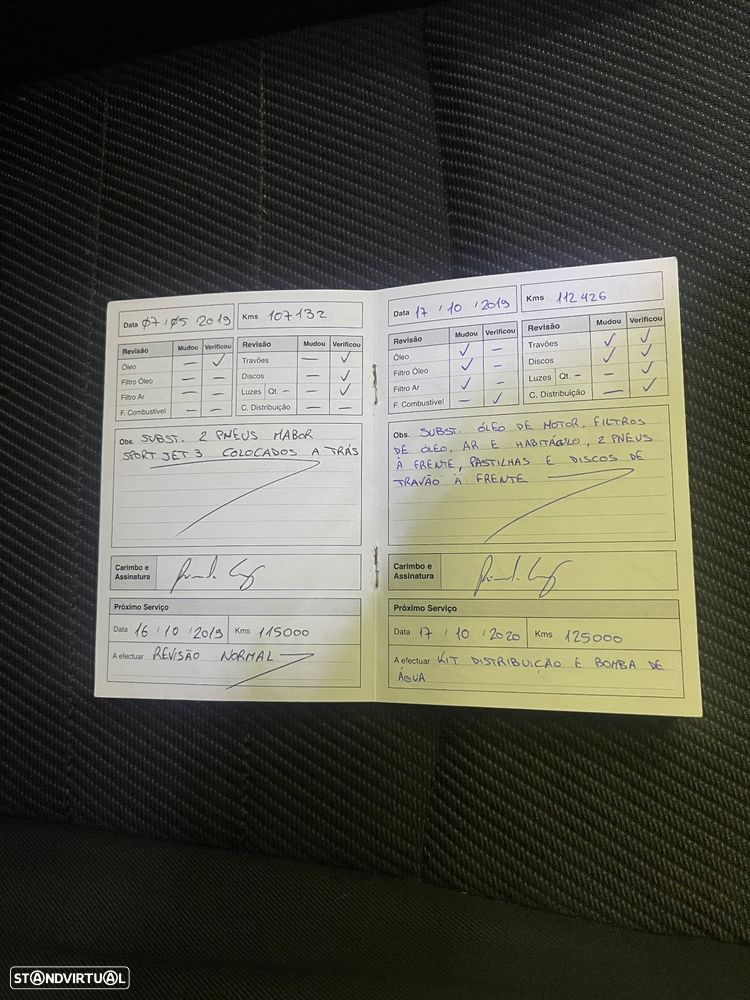 Data 07 / 05 / 2019 Kms 107132
Revisão Mudou Verificou
Óleo — ✓
Filtro Óleo — —
Filtro Ar — —
F. Combustivel — —
Revisão Mudou Verificou
Travões — ✓
Discos — ✓
Luzes Qt. — — ✓
C. Distribuição — —
Obs. SUBST. 2 PNEUS MABOR
SPORT JET 3 COLOCADOS A TRÁS
Carimbo e
Assinatura
Próximo Serviço
Data 16 / 10 / 2019 Kms 115000
A efectuar REVISÃO NORMAL
Data 17 / 10 / 2019 Kms 112426
Revisão Mudou Verificou
Óleo ✓ —
Filtro Óleo ✓ —
Filtro Ar ✓ —
F. Combustivel — ✓
Revisão Mudou Verificou
Travões ✓ ✓
Discos ✓ ✓
Luzes Qt. — — ✓
C. Distribuição — ✓
Obs. SUBST. ÓLEO DE MOTOR, FILTROS
DE ÓLEO, AR E HABITÁCULO, 2 PNEUS
À FRENTE, PASTILHAS E DISCOS DE
TRAVÃO À FRENTE
Carimbo e
Assinatura
Próximo Serviço
Data 17 / 10 / 2020 Kms 125000
A efectuar KIT DISTRIBUIÇÃO E BOMBA DE
ÁGUA
STANDVIRTUAL